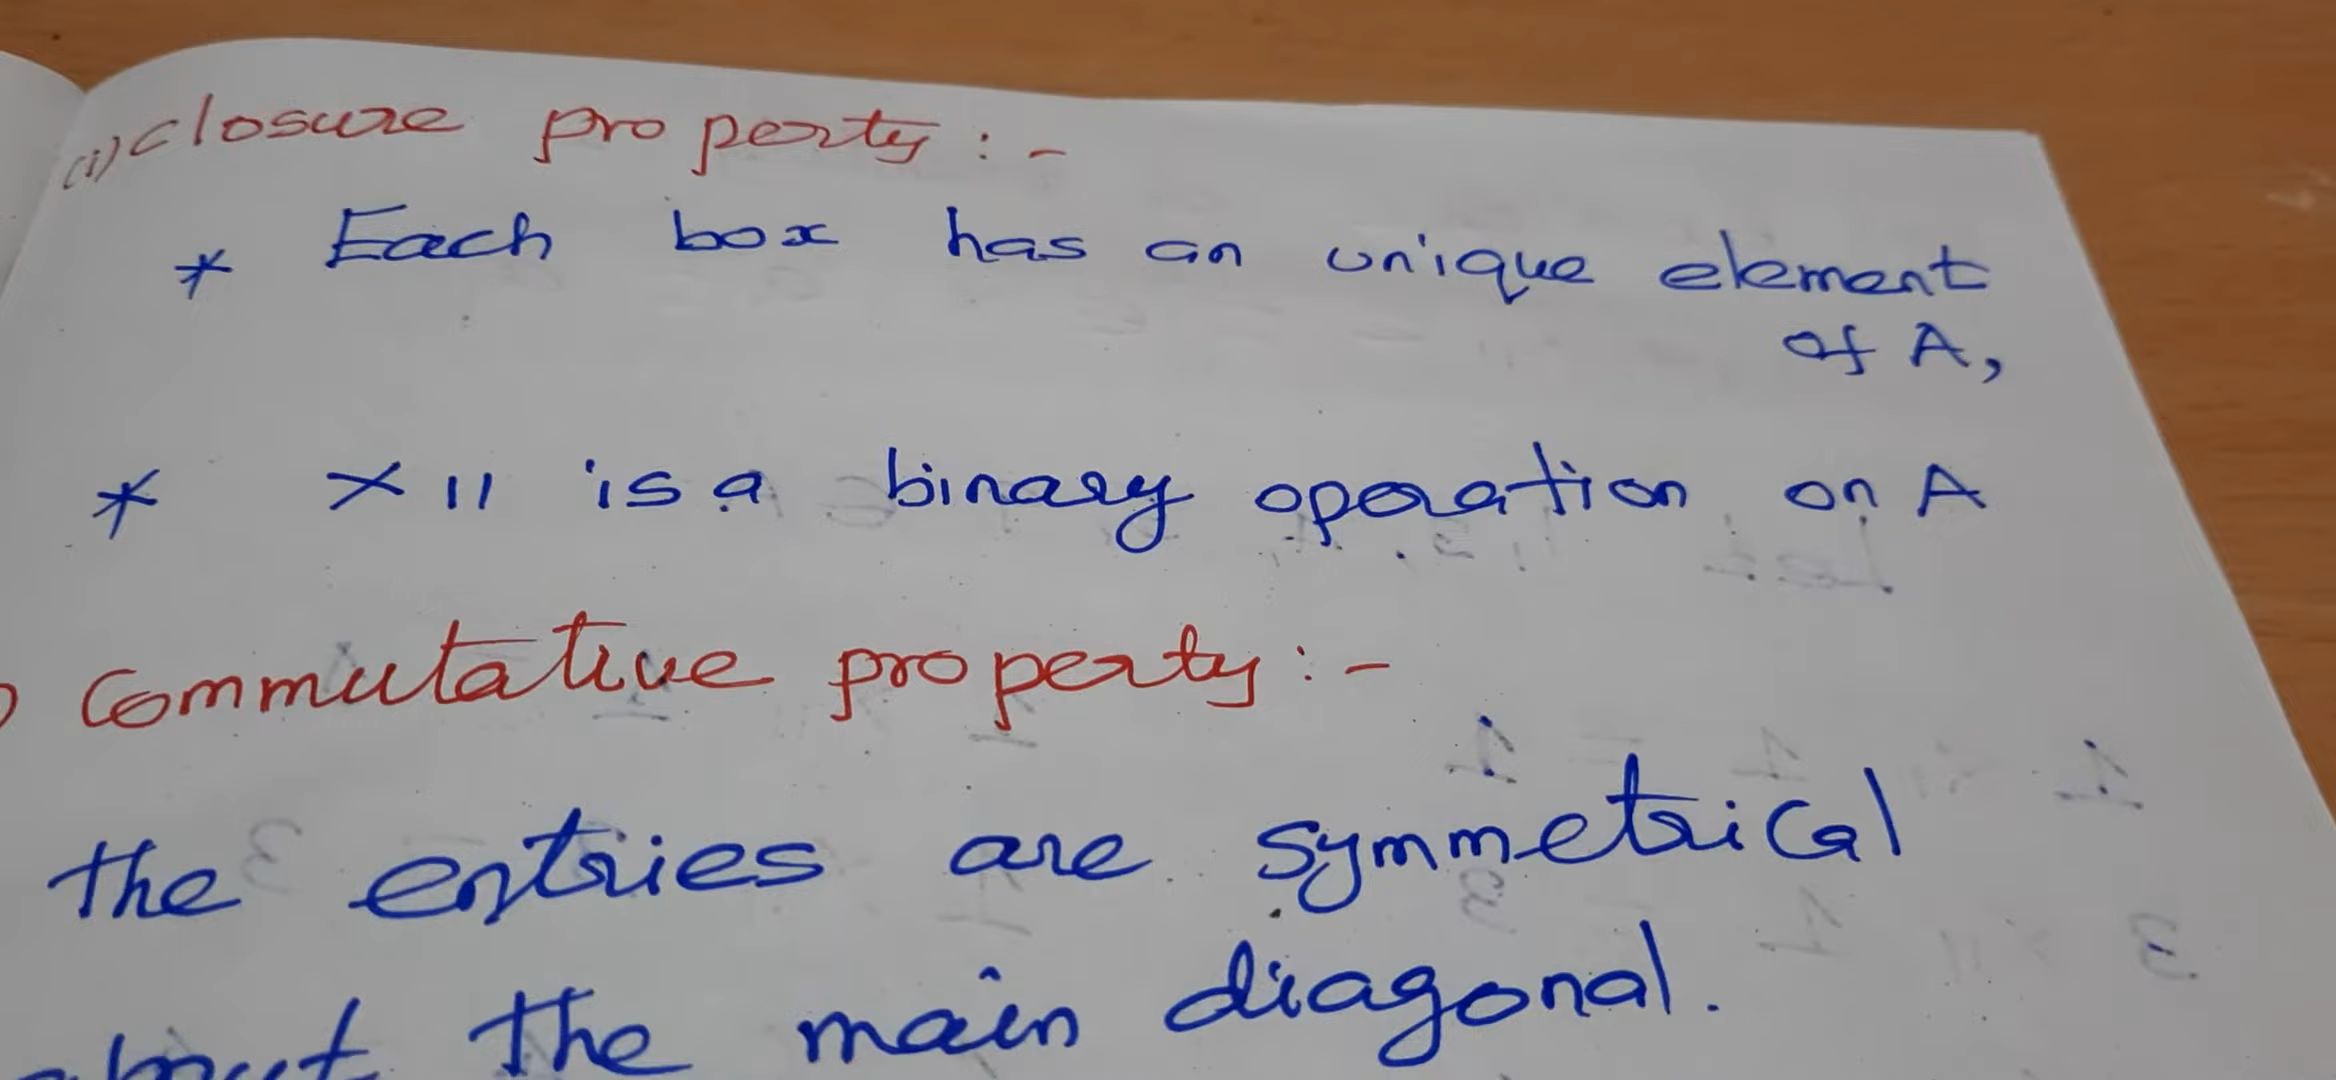 (i) closure property :-
* Each box has an unique element
of A,
* × 11 is a binary operation on A
) Commutative property :-
the entries are symmetrical
about the main diagonal.